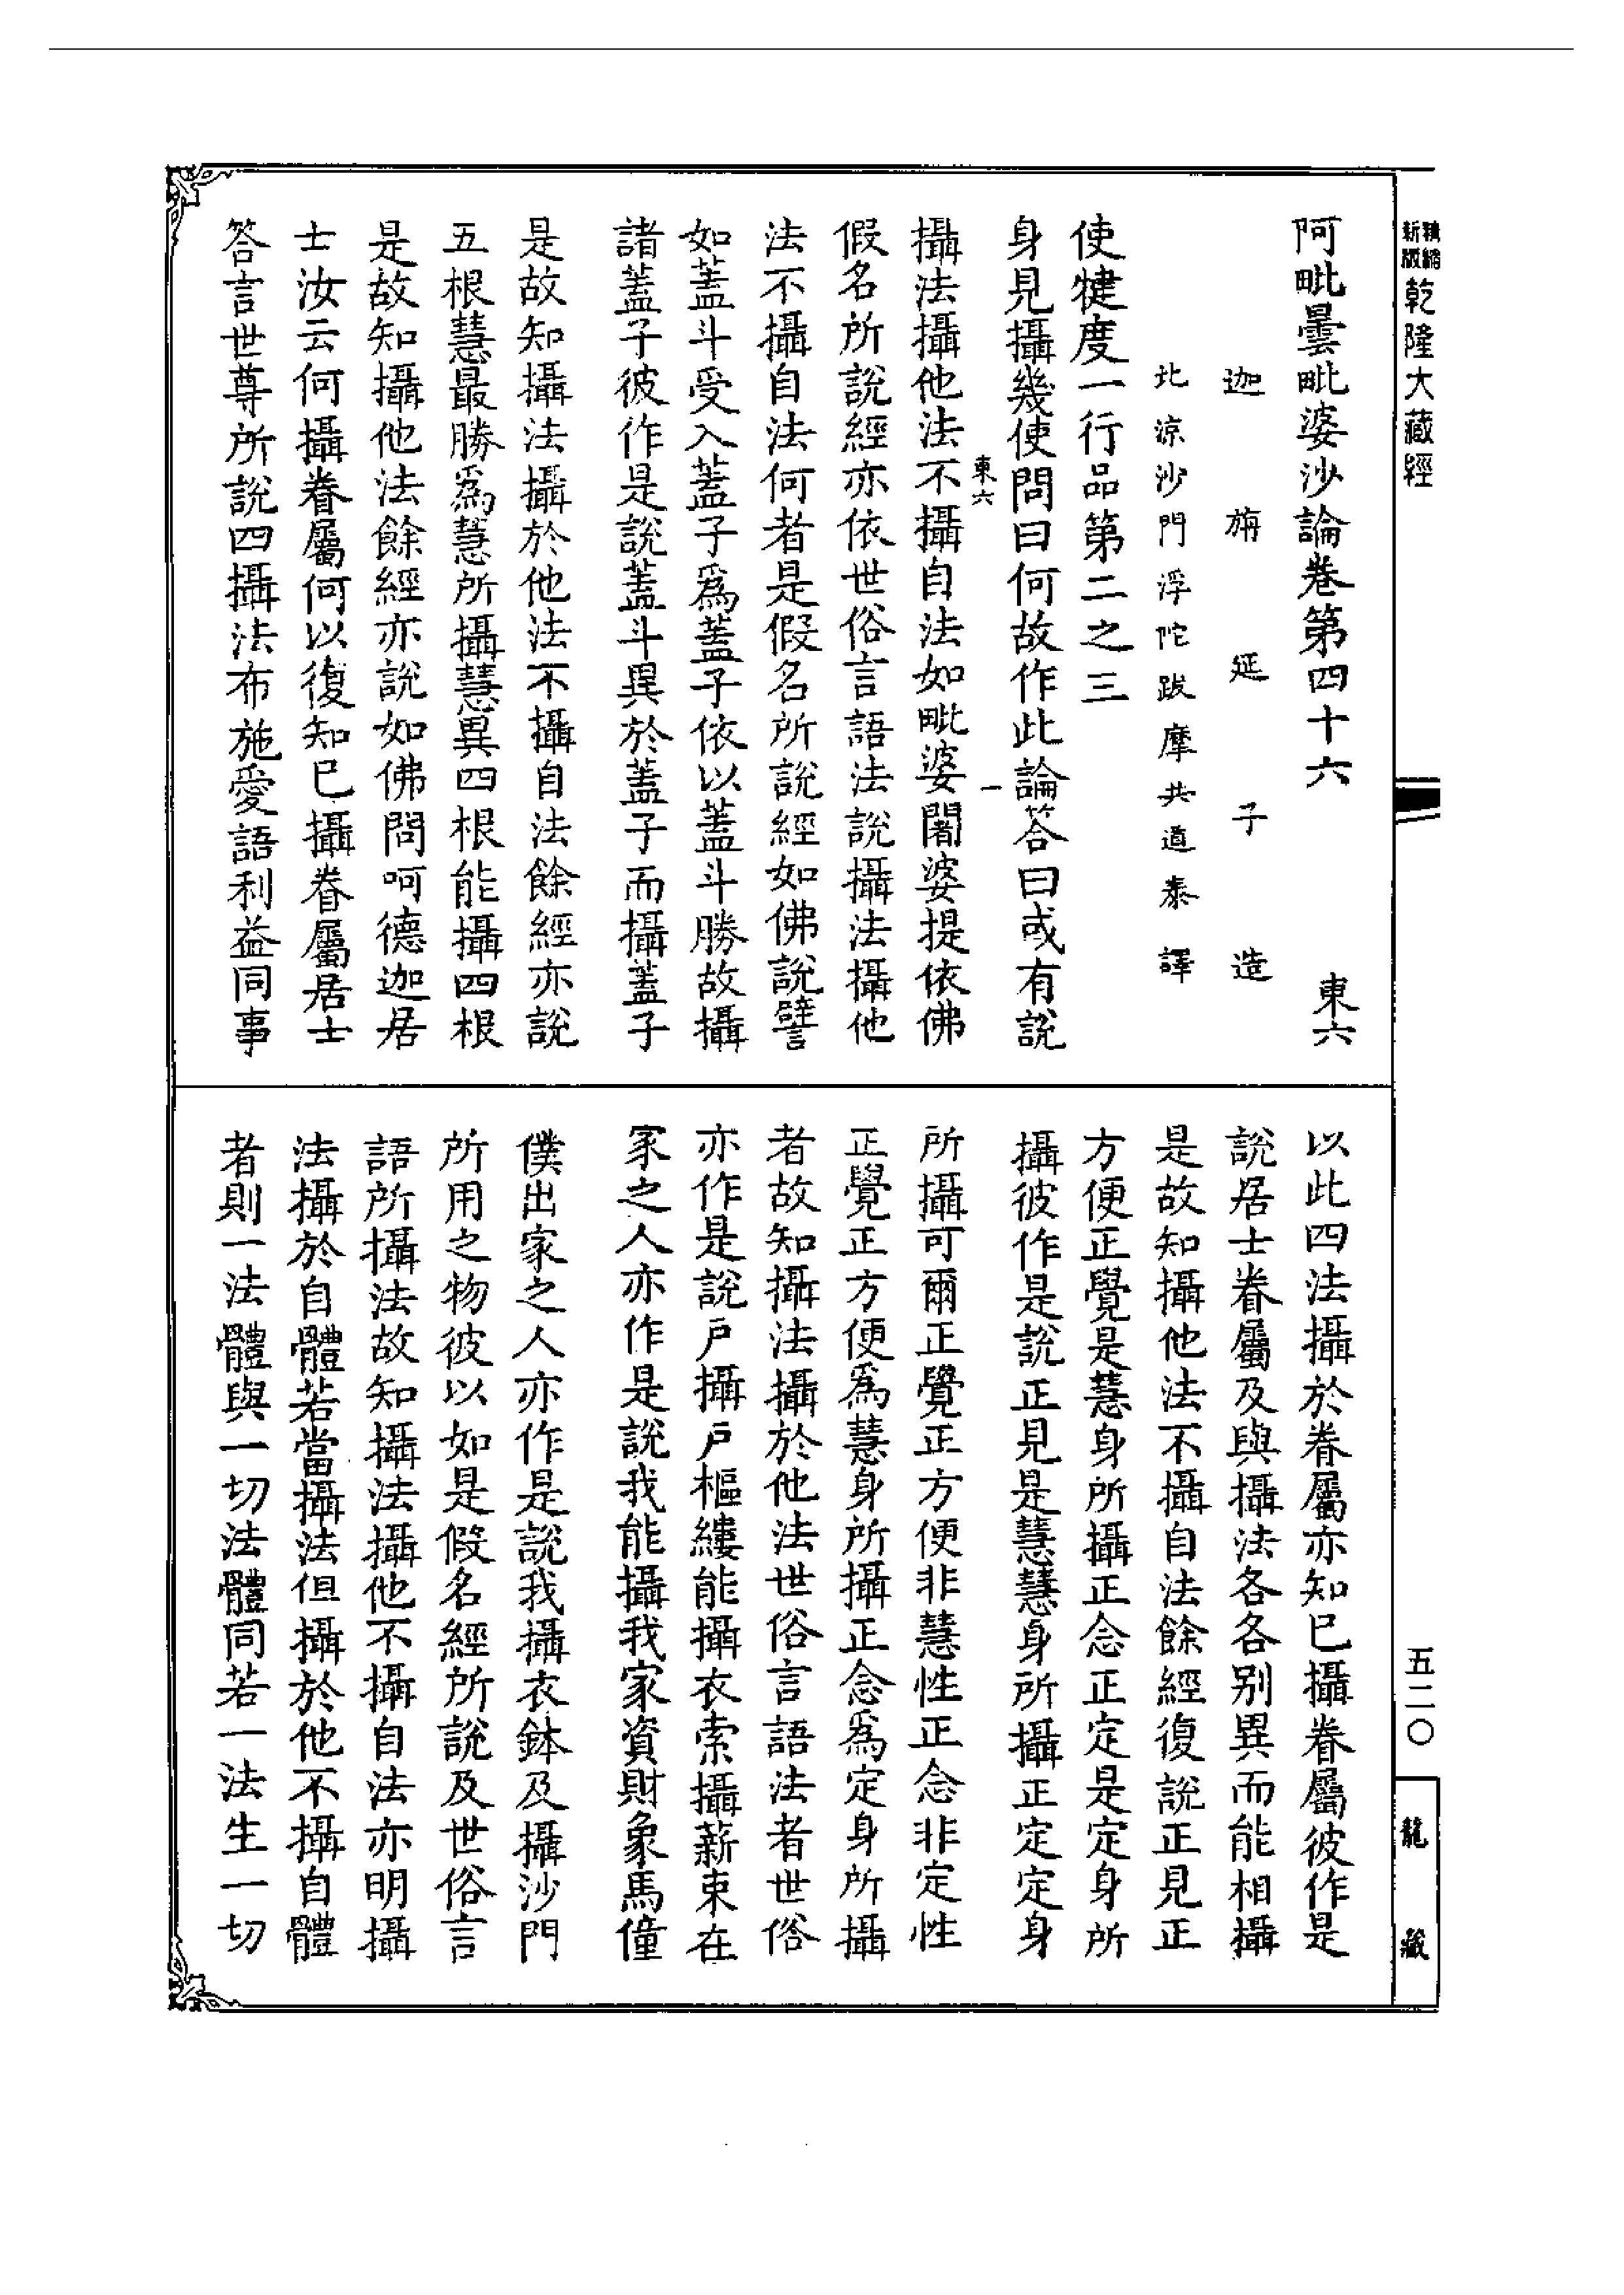 精縮新版乾隆大藏經
阿毗曇毗婆沙論卷第四十六 東六
迦旃延子造
北涼沙門浮陀跋摩共道泰譯
使犍度一行品第二之三
身見攝幾使問曰何故作此論答曰或有說
東六 一
攝法攝他法不攝自法如毗婆闍婆提依佛
假名所說經亦依世俗言語法說攝法攝他
法不攝自法何者是假名所說經如佛說譬
如蓋斗受入蓋子為蓋子依以蓋斗勝故攝
諸蓋子彼作是說蓋斗異於蓋子而攝蓋子
是故知攝法攝於他法不攝自法餘經亦說
五根慧最勝為慧所攝慧異四根能攝四根
是故知攝他法餘經亦說如佛問呵德迦居
士汝云何攝眷屬何以復知已攝眷屬居士
答言世尊所說四攝法布施愛語利益同事
以此四法攝於眷屬亦知已攝眷屬彼作是
說居士眷屬及與攝法各各別異而能相攝
是故知攝他法不攝自法餘經復說正見正
方便正覺是慧身所攝正念正定是定身所
攝彼作是說正見是慧慧身所攝正定定身
所攝可爾正覺正方便非慧性正念非定性
正覺正方便為慧身所攝正念為定身所攝
者故知攝法攝於他法世俗言語法者世俗
亦作是說戶攝戶樞縷能攝衣索攝薪束在
家之人亦作是說我能攝我家資財象馬僮
僕出家之人亦作是說我攝衣鉢及攝沙門
所用之物彼以如是假名經所說及世俗言
語所攝法故知攝法攝他不攝自法亦明攝
法攝於自體若當攝法但攝於他不攝自體
者則一法體與一切法體同若一法生一切
五二〇
龍藏